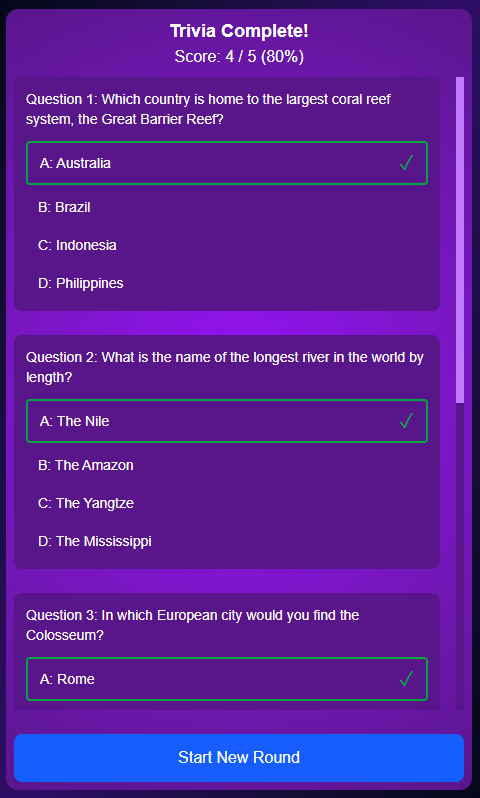 Trivia Complete!
Score: 4 / 5 (80%)
Question 1: Which country is home to the largest coral reef
system, the Great Barrier Reef?
A: Australia ✓
B: Brazil
C: Indonesia
D: Philippines
Question 2: What is the name of the longest river in the world by
length?
A: The Nile ✓
B: The Amazon
C: The Yangtze
D: The Mississippi
Question 3: In which European city would you find the
Colosseum?
A: Rome ✓
Start New Round